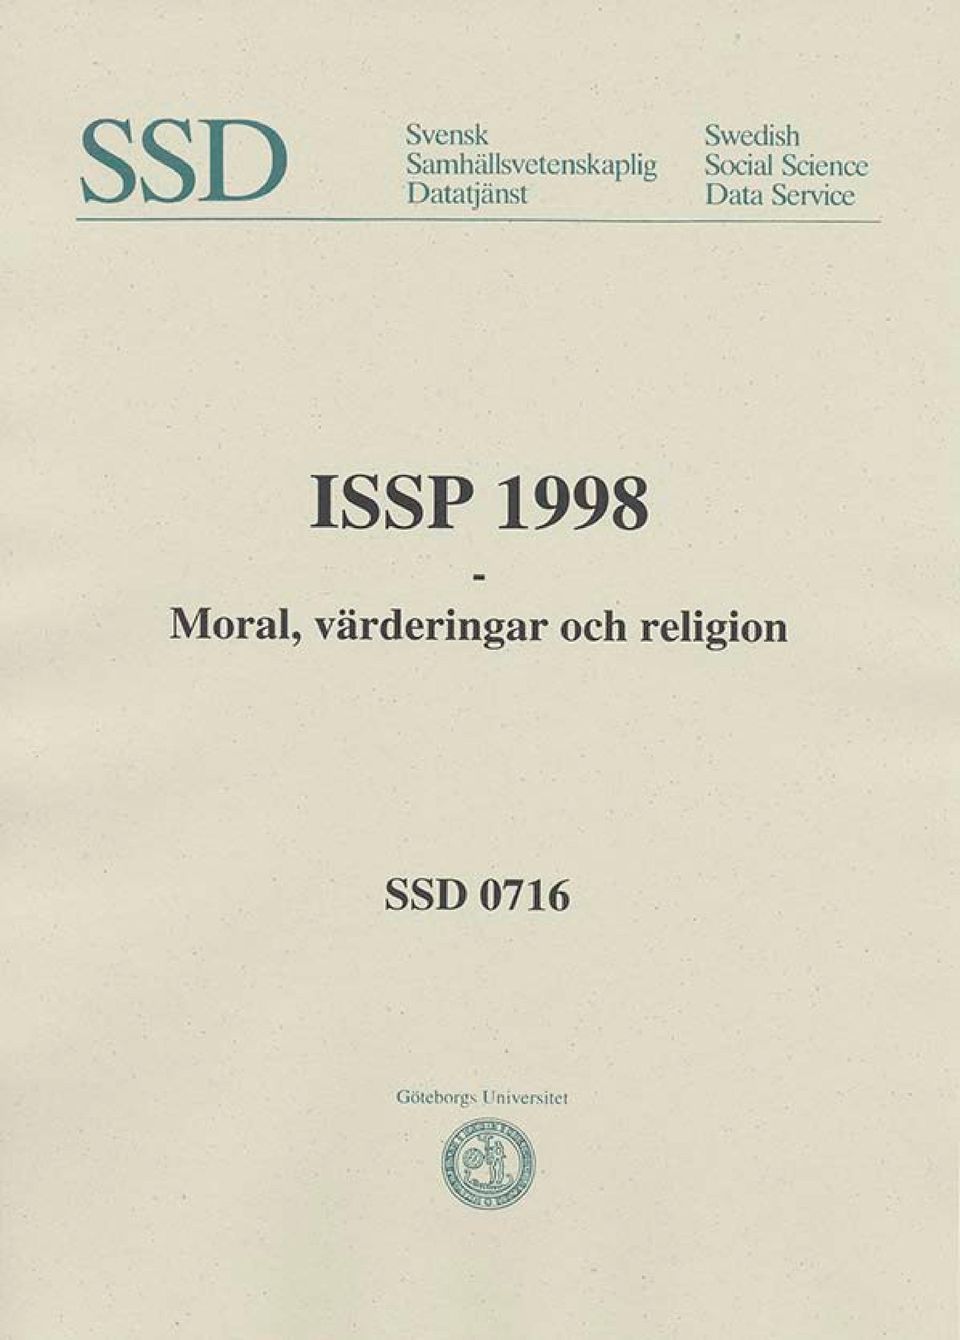 SSD
Svensk
Samhällsvetenskaplig
Datatjänst
Swedish
Social Science
Data Service
ISSP 1998
-
Moral, värderingar och religion
SSD 0716
Göteborgs Universitet